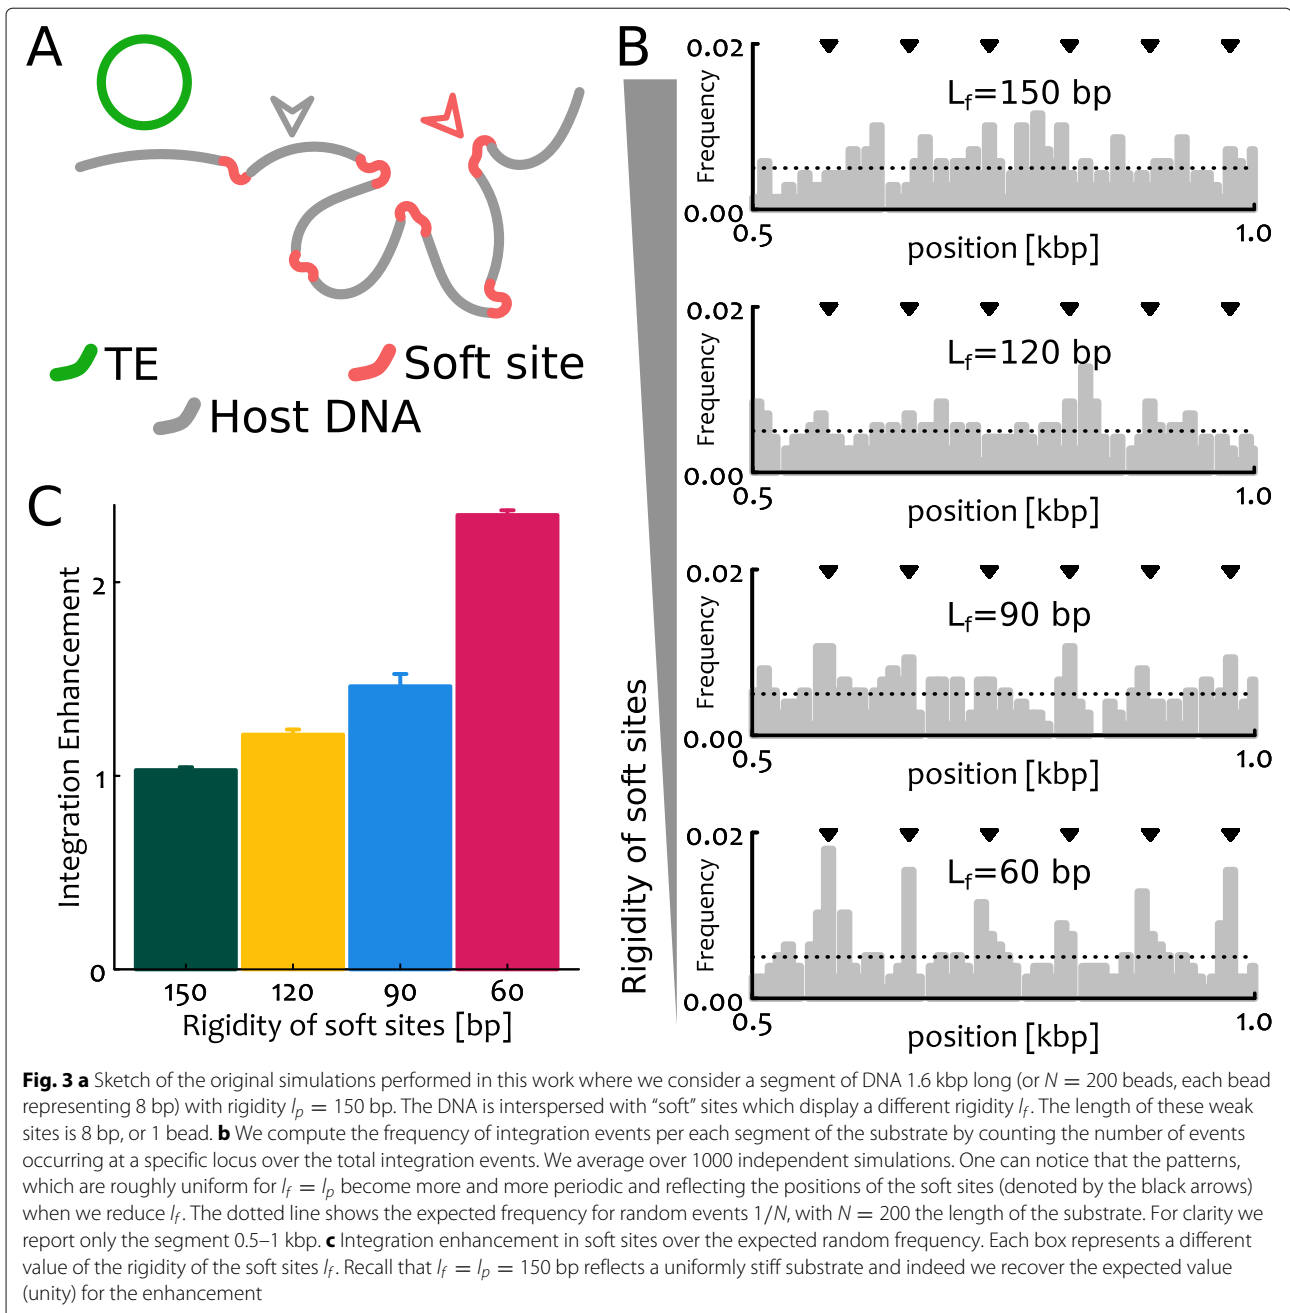 A
TE
Soft site
Host DNA
B
Rigidity of soft sites
0.02
Frequency
0.00
L_f=150 bp
0.5
1.0
position [kbp]
0.02
Frequency
0.00
L_f=120 bp
0.5
1.0
position [kbp]
0.02
Frequency
0.00
L_f=90 bp
0.5
1.0
position [kbp]
0.02
Frequency
0.00
L_f=60 bp
0.5
1.0
position [kbp]
C
Integration Enhancement
2
1
0
150 120 90 60
Rigidity of soft sites [bp]
Fig. 3 a Sketch of the original simulations performed in this work where we consider a segment of DNA 1.6 kbp long (or N = 200 beads, each bead
representing 8 bp) with rigidity l_p = 150 bp. The DNA is interspersed with “soft” sites which display a different rigidity l_f. The length of these weak
sites is 8 bp, or 1 bead. b We compute the frequency of integration events per each segment of the substrate by counting the number of events
occurring at a specific locus over the total integration events. We average over 1000 independent simulations. One can notice that the patterns,
which are roughly uniform for l_f = l_p become more and more periodic and reflecting the positions of the soft sites (denoted by the black arrows)
when we reduce l_f. The dotted line shows the expected frequency for random events 1/N, with N = 200 the length of the substrate. For clarity we
report only the segment 0.5–1 kbp. c Integration enhancement in soft sites over the expected random frequency. Each box represents a different
value of the rigidity of the soft sites l_f. Recall that l_f = l_p = 150 bp reflects a uniformly stiff substrate and indeed we recover the expected value
(unity) for the enhancement